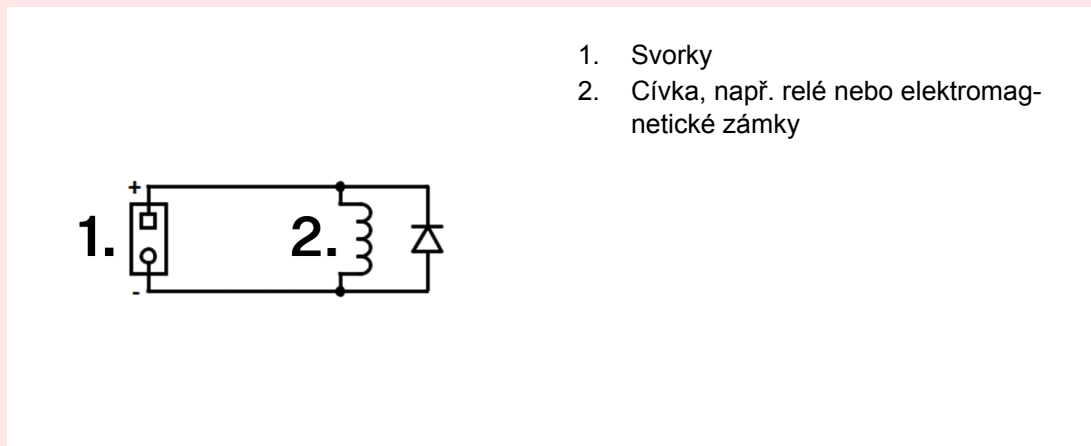 1. Svorky
2. Cívka, např. relé nebo elektromag-
netické zámky
+
1.
2.
-